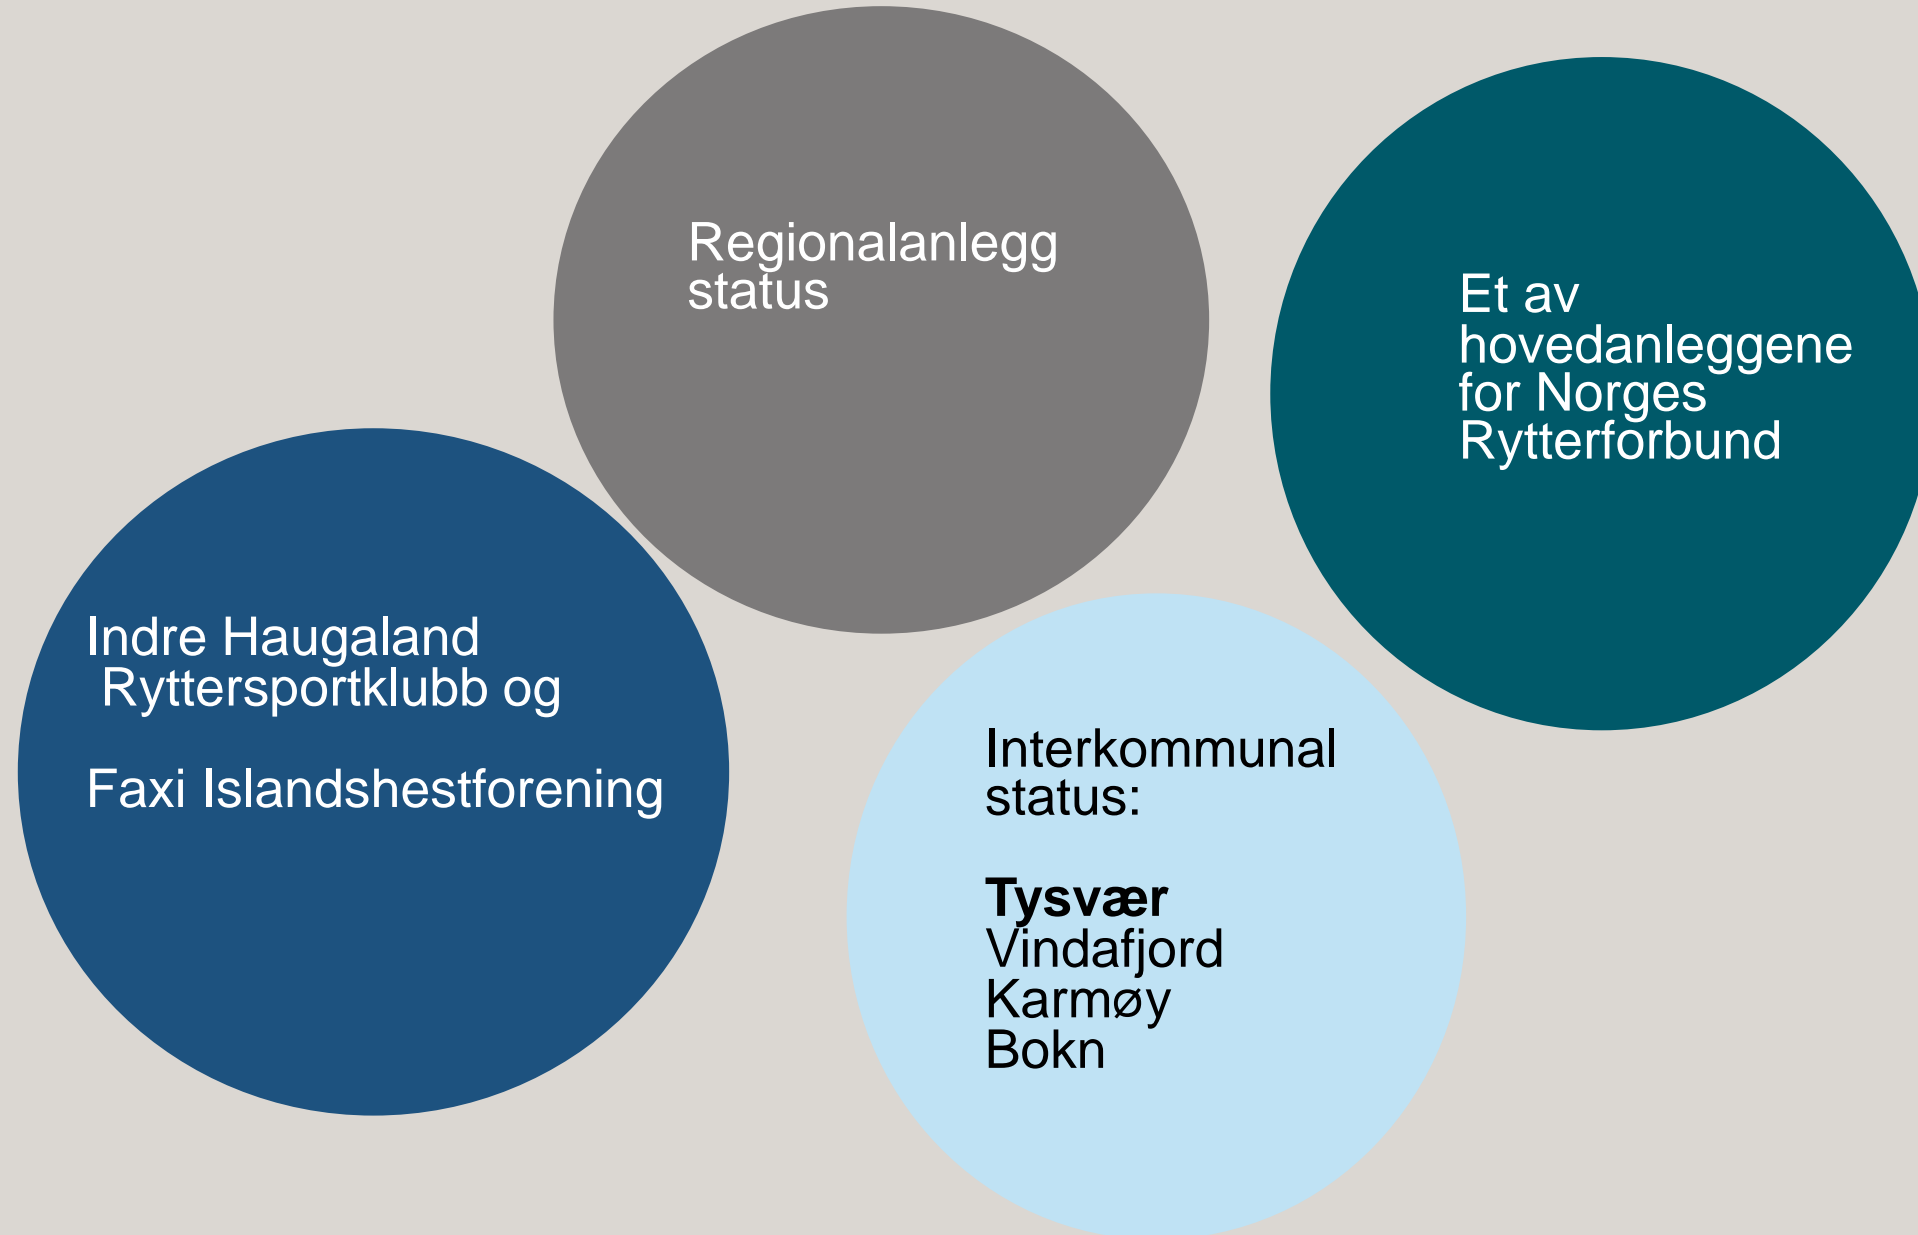 Regionalanlegg
status
Et av
hovedanleggene
for Norges
Rytterforbund
Indre Haugaland
Ryttersportklubb og
Faxi Islandshestforening
Interkommunal
status:
Tysvær
Vindafjord
Karmøy
Bokn